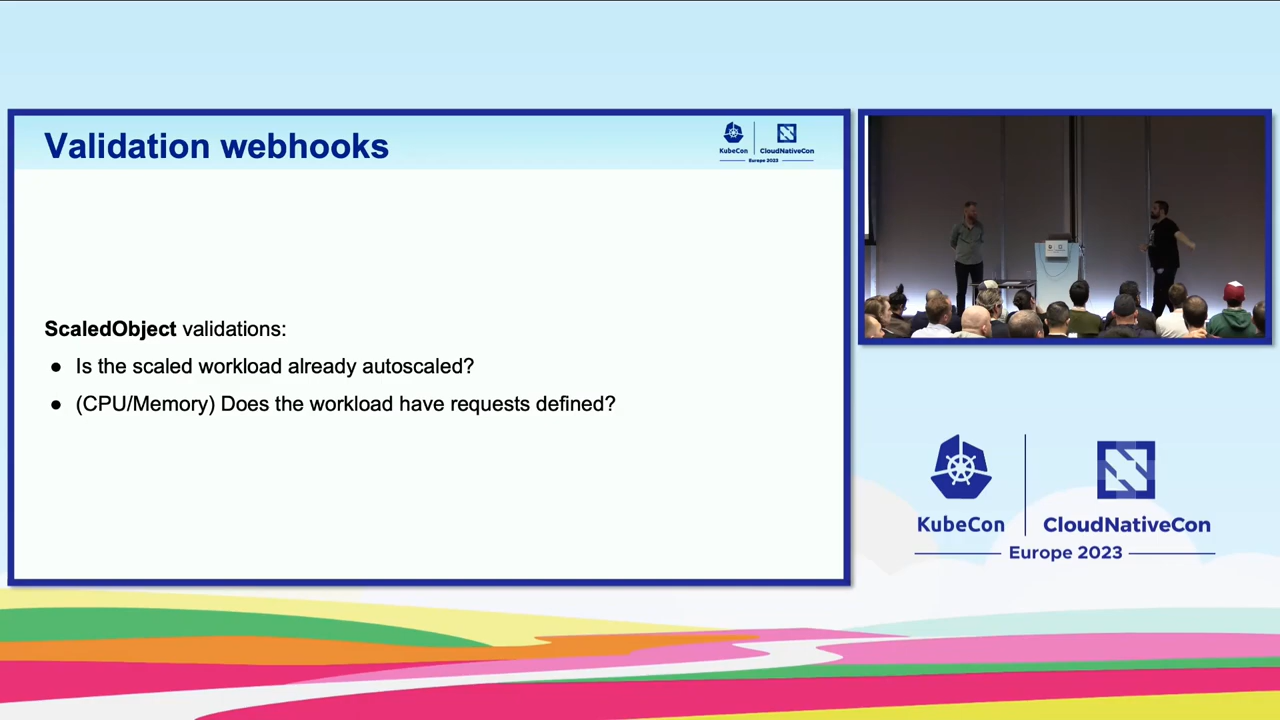 Validation webhooks
KubeCon
CloudNativeCon
Europe 2023
ScaledObject validations:
● Is the scaled workload already autoscaled?
● (CPU/Memory) Does the workload have requests defined?
KubeCon
CloudNativeCon
Europe 2023